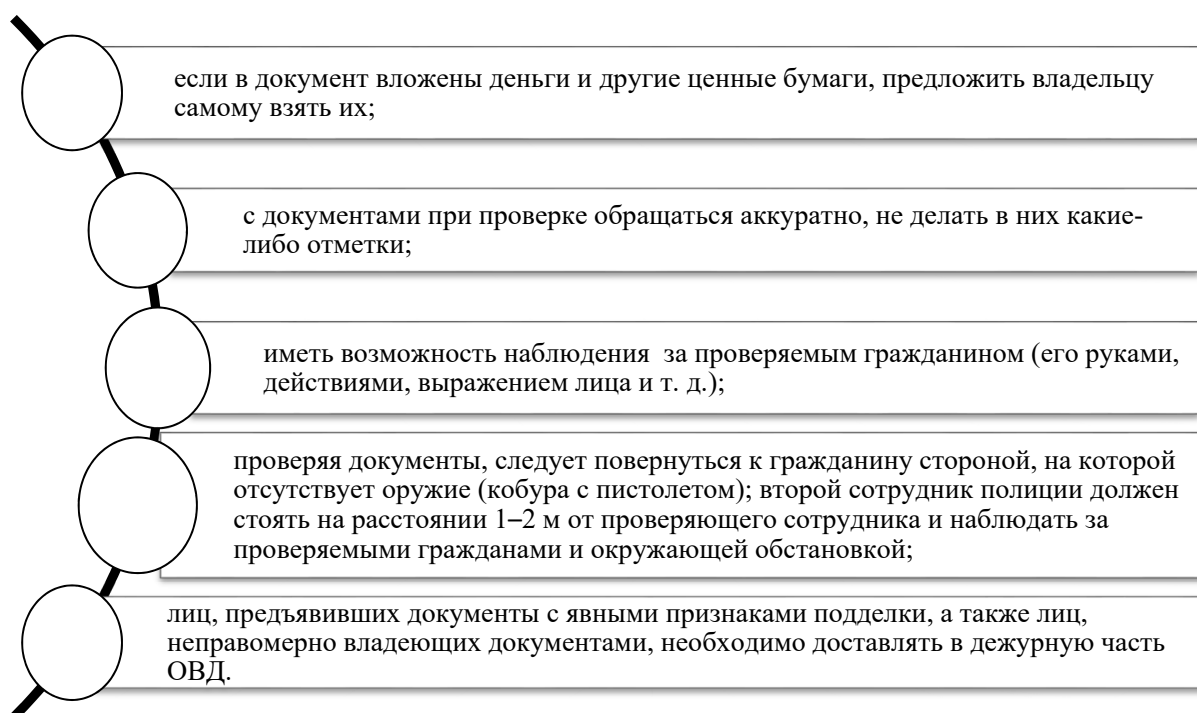 если в документ вложены деньги и другие ценные бумаги, предложить владельцу
самому взять их;
с документами при проверке обращаться аккуратно, не делать в них какие-
либо отметки;
иметь возможность наблюдения за проверяемым гражданином (его руками,
действиями, выражением лица и т. д.);
проверяя документы, следует повернуться к гражданину стороной, на которой
отсутствует оружие (кобура с пистолетом); второй сотрудник полиции должен
стоять на расстоянии 1–2 м от проверяющего сотрудника и наблюдать за
проверяемыми гражданами и окружающей обстановкой;
лиц, предъявивших документы с явными признаками подделки, а также лиц,
неправомерно владеющих документами, необходимо доставлять в дежурную часть
ОВД.